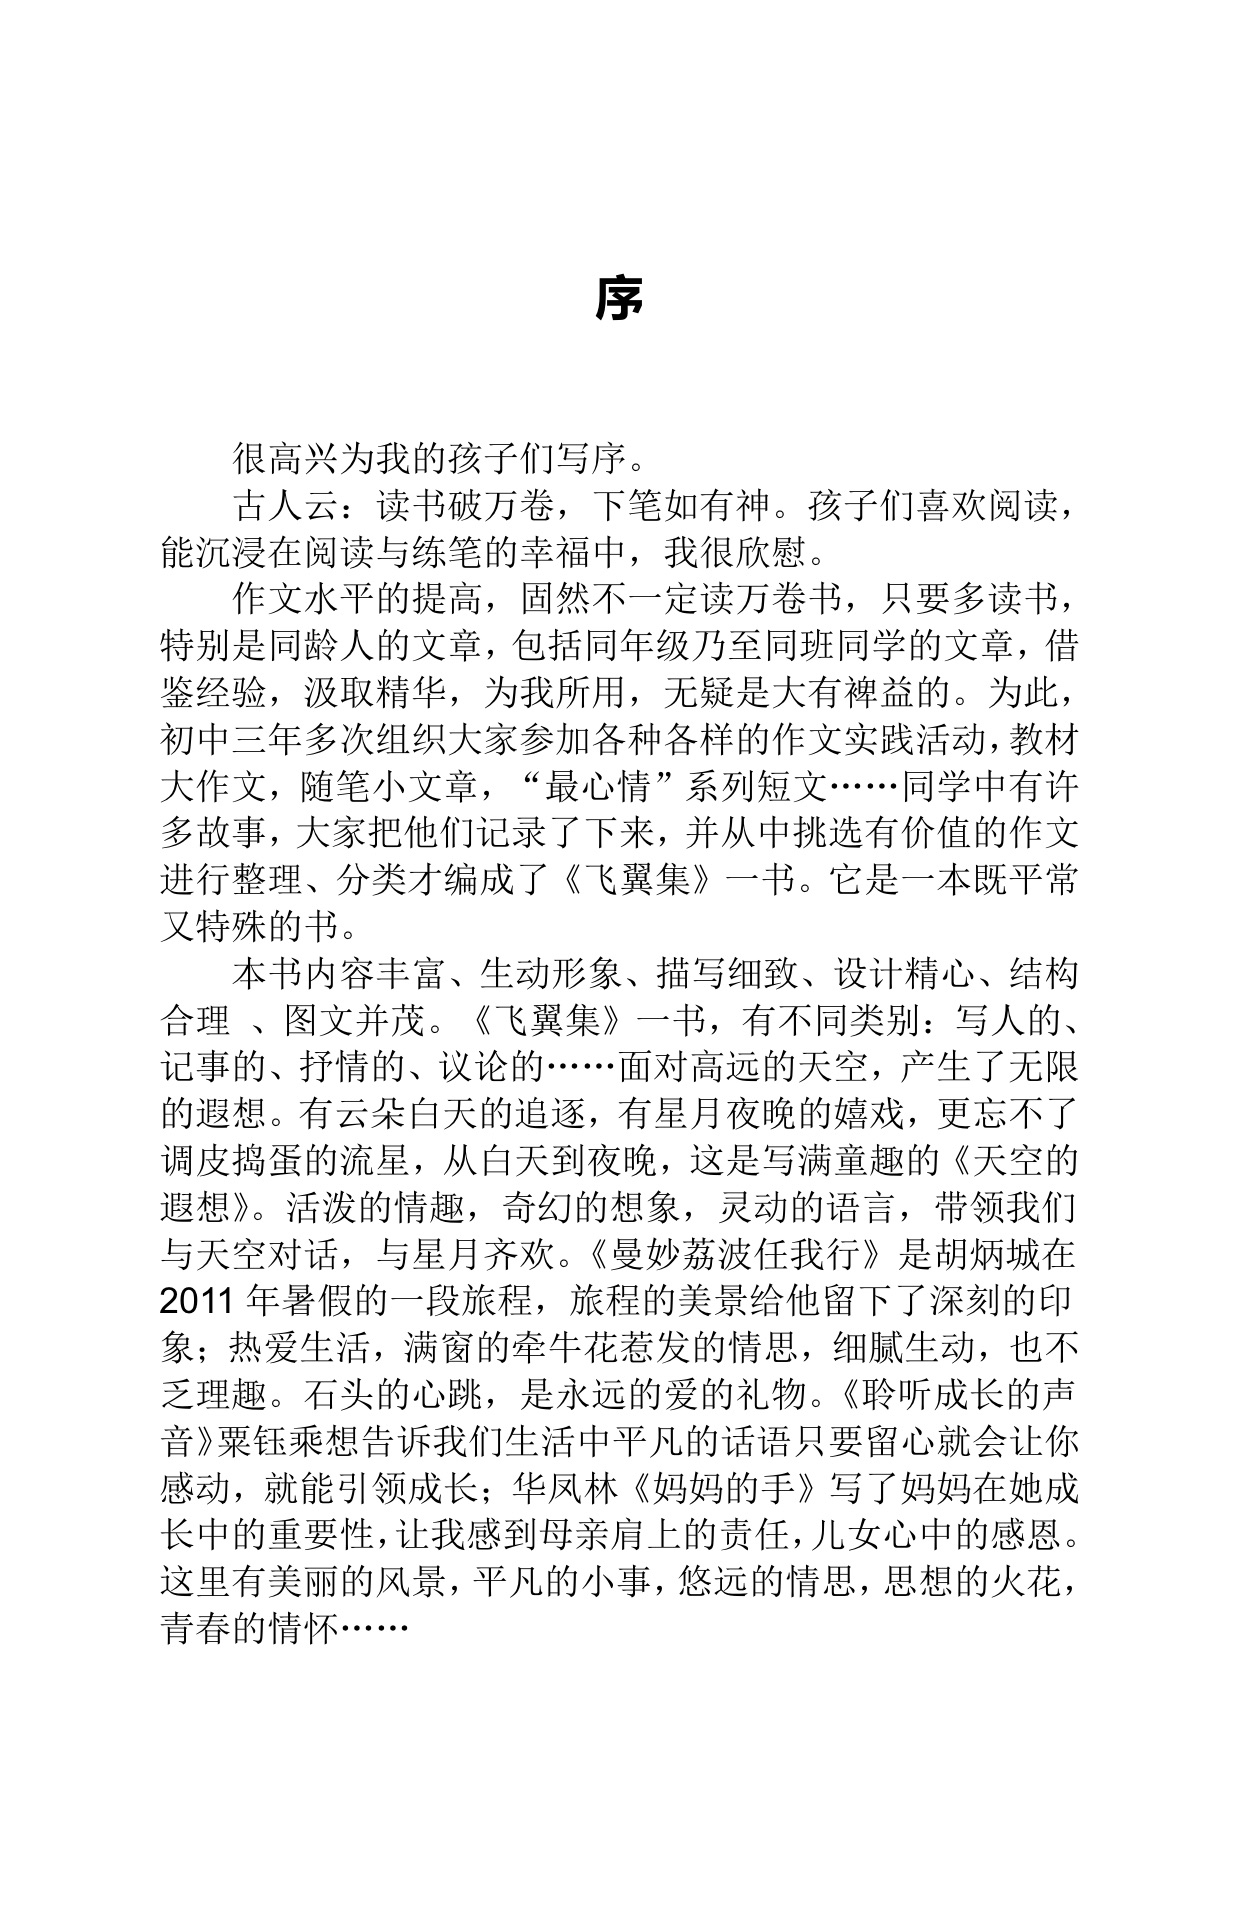 序
很高兴为我的孩子们写序。
古人云：读书破万卷，下笔如有神。孩子们喜欢阅读，
能沉浸在阅读与练笔的幸福中，我很欣慰。
作文水平的提高，固然不一定读万卷书，只要多读书，
特别是同龄人的文章，包括同年级乃至同班同学的文章，借
鉴经验，汲取精华，为我所用，无疑是大有裨益的。为此，
初中三年多次组织大家参加各种各样的作文实践活动，教材
大作文，随笔小文章，“最心情”系列短文……同学中有许
多故事，大家把他们记录了下来，并从中挑选有价值的作文
进行整理、分类才编成了《飞翼集》一书。它是一本既平常
又特殊的书。
本书内容丰富、生动形象、描写细致、设计精心、结构
合理 、图文并茂。《飞翼集》一书，有不同类别：写人的、
记事的、抒情的、议论的……面对高远的天空，产生了无限
的遐想。有云朵白天的追逐，有星月夜晚的嬉戏，更忘不了
调皮捣蛋的流星，从白天到夜晚，这是写满童趣的《天空的
遐想》。活泼的情趣，奇幻的想象，灵动的语言，带领我们
与天空对话，与星月齐欢。《曼妙荔波任我行》是胡炳城在
2011 年暑假的一段旅程，旅程的美景给他留下了深刻的印
象；热爱生活，满窗的牵牛花惹发的情思，细腻生动，也不
乏理趣。石头的心跳，是永远的爱的礼物。《聆听成长的声
音》粟钰乘想告诉我们生活中平凡的话语只要留心就会让你
感动，就能引领成长；华凤林《妈妈的手》写了妈妈在她成
长中的重要性，让我感到母亲肩上的责任，儿女心中的感恩。
这里有美丽的风景，平凡的小事，悠远的情思，思想的火花，
青春的情怀……